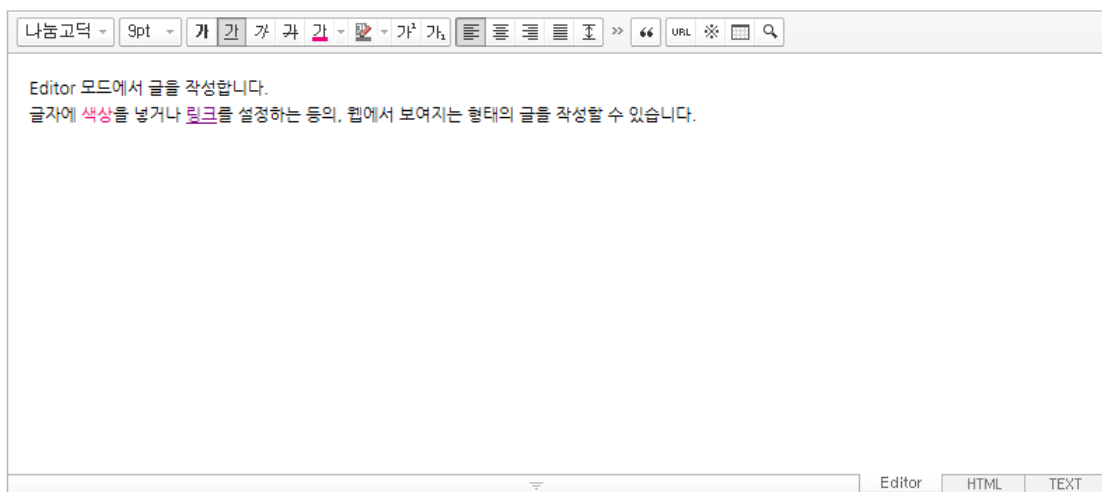 나눔고딕 9pt 가 가 가 가 가 가¹ 가₁ » “ URL ※
Editor 모드에서 글을 작성합니다.
글자에 색상을 넣거나 링크를 설정하는 등의, 웹에서 보여지는 형태의 글을 작성할 수 있습니다.
Editor HTML TEXT